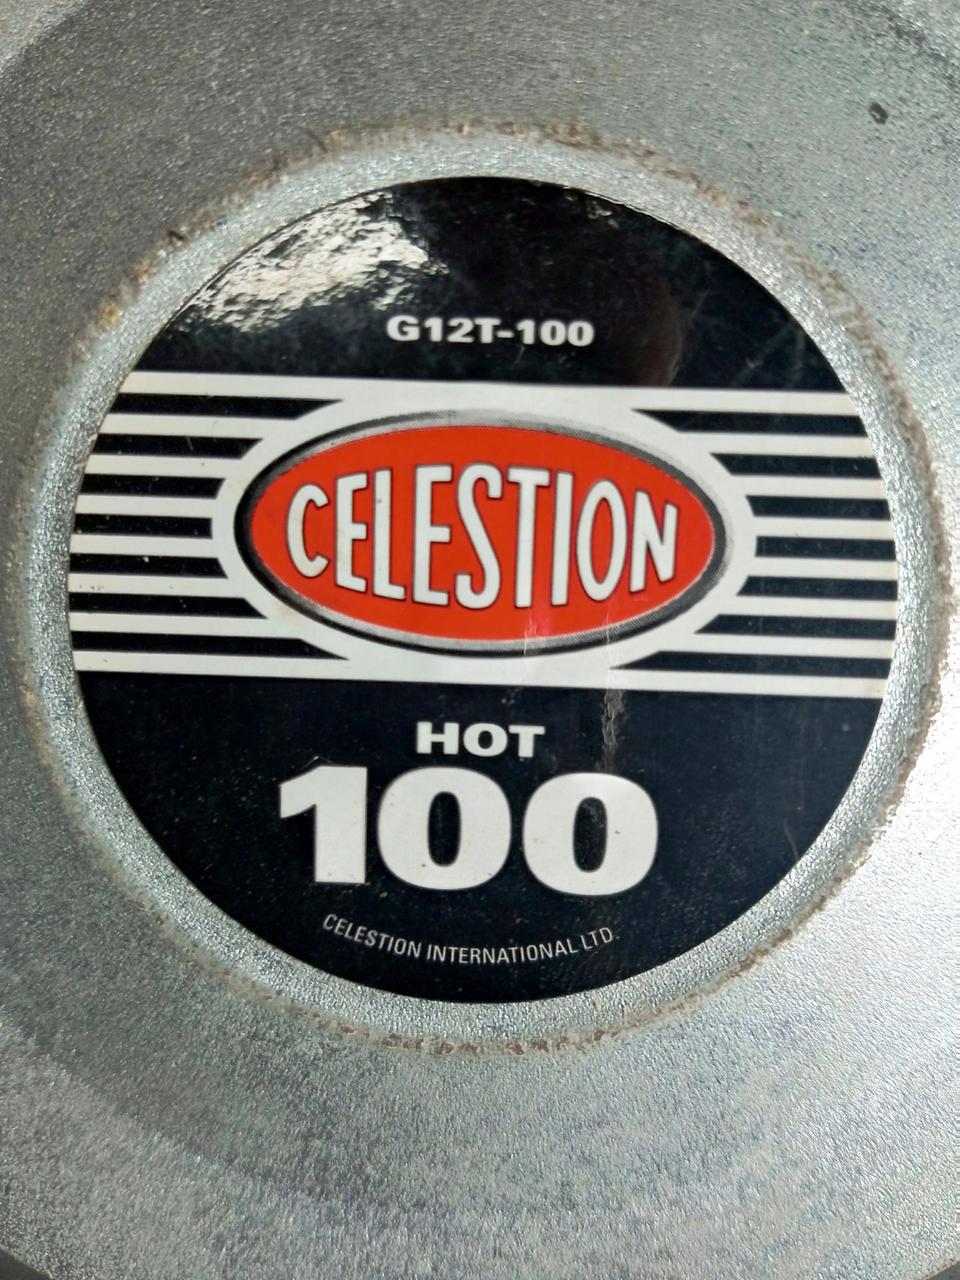 G12T-100
CELESTION
HOT
100
CELESTION INTERNATIONAL LTD.